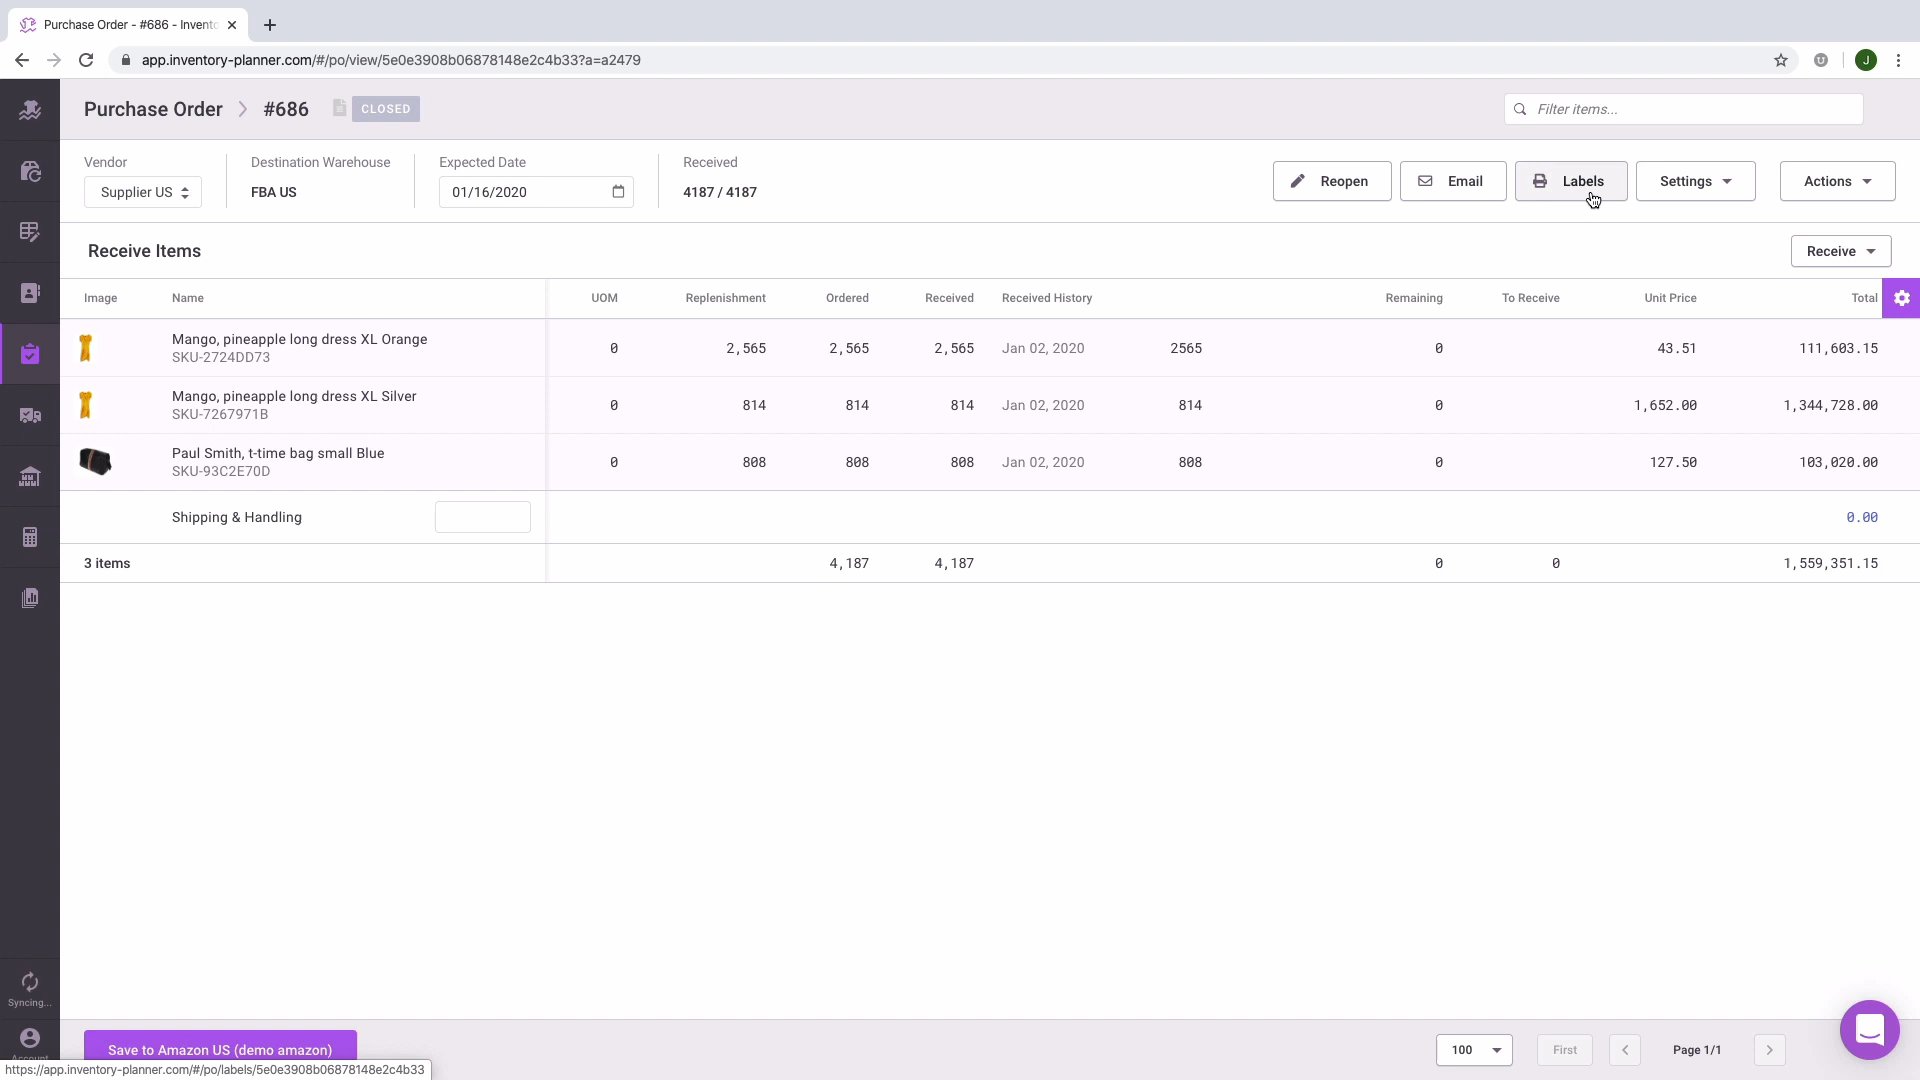 Purchase Order - #686 - Invento
app.inventory-planner.com/#/po/view/5e0e3908b06878148e2c4b33?a=a2479
J
Purchase Order > #686 CLOSED
Filter items...
Vendor
Supplier US
Destination Warehouse
FBA US
Expected Date
01/16/2020
Received
4187 / 4187
Reopen
Email
Labels
Settings
Actions
Receive Items
Receive
Image Name UOM Replenishment Ordered Received Received History Remaining To Receive Unit Price Total
Mango, pineapple long dress XL Orange
SKU-2724DD73
0 2,565 2,565 2,565 Jan 02, 2020 2565 0 43.51 111,603.15
Mango, pineapple long dress XL Silver
SKU-7267971B
0 814 814 814 Jan 02, 2020 814 0 1,652.00 1,344,728.00
Paul Smith, t-time bag small Blue
SKU-93C2E70D
0 808 808 808 Jan 02, 2020 808 0 127.50 103,020.00
Shipping & Handling 0.00
3 items 4,187 4,187 0 0 1,559,351.15
Syncing...
Account
Save to Amazon US (demo amazon)
100
First
Page 1/1
https://app.inventory-planner.com/#/po/labels/5e0e3908b06878148e2c4b33